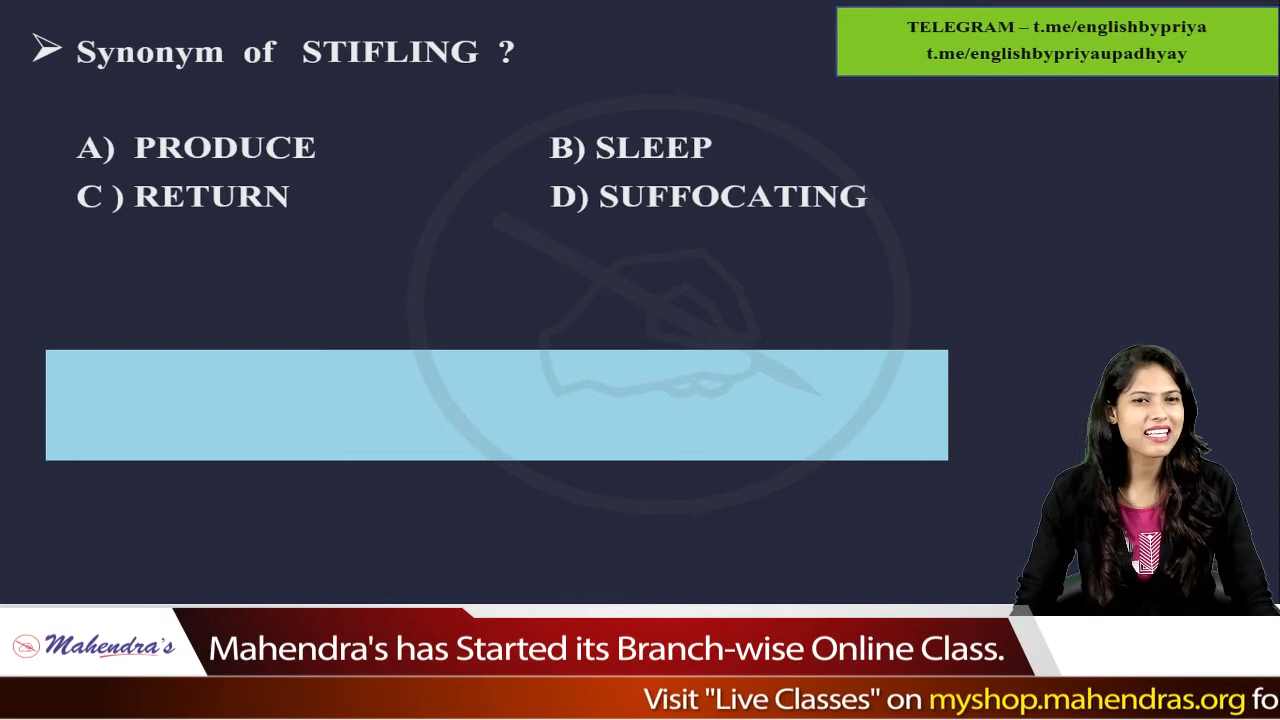 Synonym of STIFLING ?
TELEGRAM – t.me/englishbypriya
t.me/englishbypriyaupadhyay
A) PRODUCE
B) SLEEP
C ) RETURN
D) SUFFOCATING
Mahendra's
Mahendra's has Started its Branch-wise Online Class.
Visit "Live Classes" on myshop.mahendras.org fo